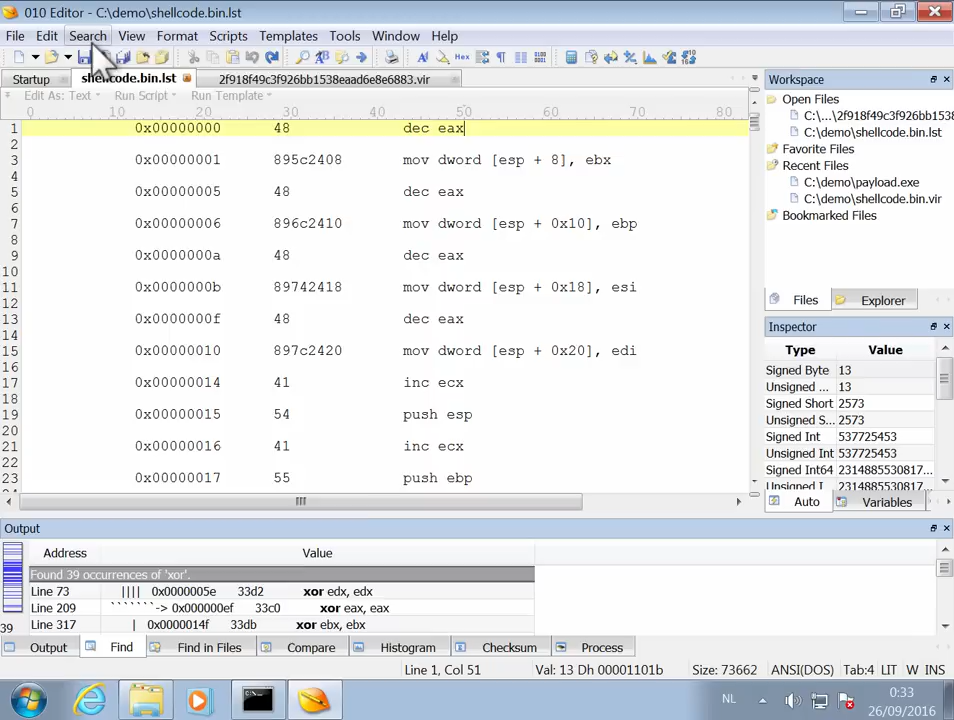 010 Editor - C:\demo\shellcode.bin.lst
File Edit Search View Format Scripts Templates Tools Window Help
Hex
Startup shellcode.bin.lst 2f918f49c3f926bb1538eaad6e8e6883.vir
Edit As: Text Run Script Run Template
0 10 20 30 40 50 60 70 80
1 0x00000000 48 dec eax
2
3 0x00000001 895c2408 mov dword [esp + 8], ebx
4
5 0x00000005 48 dec eax
6
7 0x00000006 896c2410 mov dword [esp + 0x10], ebp
8
9 0x0000000a 48 dec eax
10
11 0x0000000b 89742418 mov dword [esp + 0x18], esi
12
13 0x0000000f 48 dec eax
14
15 0x00000010 897c2420 mov dword [esp + 0x20], edi
16
17 0x00000014 41 inc ecx
18
19 0x00000015 54 push esp
20
21 0x00000016 41 inc ecx
22
23 0x00000017 55 push ebp
Workspace
Open Files
C:\...\2f918f49c3f926bb1538
C:\demo\shellcode.bin.lst
Favorite Files
Recent Files
C:\demo\payload.exe
C:\demo\shellcode.bin.vir
Bookmarked Files
Files Explorer
Inspector
Type Value
Signed Byte 13
Unsigned ... 13
Signed Short 2573
Unsigned S... 2573
Signed Int 537725453
Unsigned Int 537725453
Signed Int64 2314885530817...
Unsigned I 2314885530817
Auto Variables
Output
Address Value
Found 39 occurrences of 'xor'.
Line 73 |||| 0x0000005e 33d2 xor edx, edx
Line 209 ```````-> 0x000000ef 33c0 xor eax, eax
Line 317 | 0x0000014f 33db xor ebx, ebx
39
Output Find Find in Files Compare Histogram Checksum Process
Line 1, Col 51 Val: 13 Dh 00001101b Size: 73662 ANSI(DOS) Tab:4 LIT W INS
NL
0:33
26/09/2016